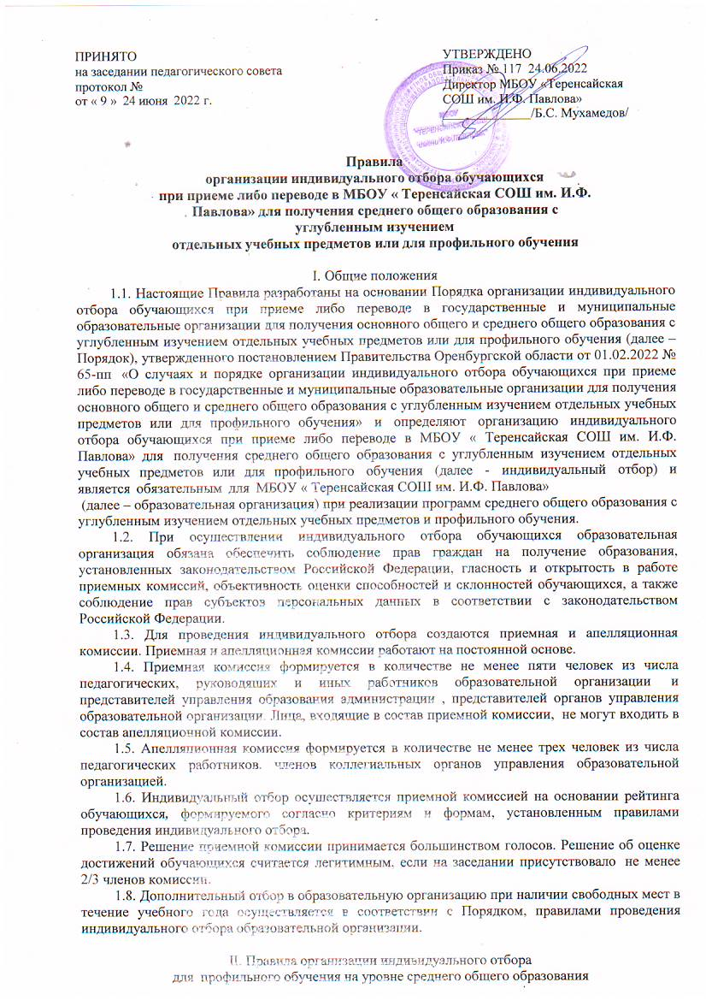 ПРИНЯТО
на заседании педагогического совета
протокол №
от « 9 »  24 июня  2022 г.
УТВЕРЖДЕНО
Приказ № 117  24.06.2022
Директор МБОУ «Теренсайская
СОШ им. И.Ф. Павлова»
_____________/Б.С. Мухамедов/
Правила
организации индивидуального отбора обучающихся
при приеме либо переводе в МБОУ « Теренсайская СОШ им. И.Ф.
Павлова» для получения среднего общего образования с
углубленным изучением
отдельных учебных предметов или для профильного обучения
I. Общие положения
1.1. Настоящие Правила разработаны на основании Порядка организации индивидуального
отбора обучающихся при приеме либо переводе в государственные и муниципальные
образовательные организации для получения основного общего и среднего общего образования с
углубленным изучением отдельных учебных предметов или для профильного обучения (далее –
Порядок), утвержденного постановлением Правительства Оренбургской области от 01.02.2022 №
65-пп «О случаях и порядке организации индивидуального отбора обучающихся при приеме
либо переводе в государственные и муниципальные образовательные организации для получения
основного общего и среднего общего образования с углубленным изучением отдельных учебных
предметов или для профильного обучения» и определяют организацию индивидуального
отбора обучающихся при приеме либо переводе в МБОУ « Теренсайская СОШ им. И.Ф.
Павлова» для получения среднего общего образования с углубленным изучением отдельных
учебных предметов или для профильного обучения (далее - индивидуальный отбор) и
является обязательным для МБОУ « Теренсайская СОШ им. И.Ф. Павлова»
(далее – образовательная организация) при реализации программ среднего общего образования с
углубленным изучением отдельных учебных предметов и профильного обучения.
1.2. При осуществлении индивидуального отбора обучающихся образовательная
организация обязана обеспечить соблюдение прав граждан на получение образования,
установленных законодательством Российской Федерации, гласность и открытость в работе
приемных комиссий, объективность оценки способностей и склонностей обучающихся, а также
соблюдение прав субъектов персональных данных в соответствии с законодательством
Российской Федерации.
1.3. Для проведения индивидуального отбора создаются приемная и апелляционная
комиссии. Приемная и апелляционная комиссии работают на постоянной основе.
1.4. Приемная комиссия формируется в количестве не менее пяти человек из числа
педагогических, руководящих и иных работников образовательной организации и
представителей управления образования администрации , представителей органов управления
образовательной организации. Лица, входящие в состав приемной комиссии,  не могут входить в
состав апелляционной комиссии.
1.5. Апелляционная комиссия формируется в количестве не менее трех человек из числа
педагогических работников, членов коллегиальных органов управления образовательной
организацией.
1.6. Индивидуальный отбор осуществляется приемной комиссией на основании рейтинга
обучающихся, формируемого согласно критериям и формам, установленным правилами
проведения индивидуального отбора.
1.7. Решение приемной комиссии принимается большинством голосов. Решение об оценке
достижений обучающихся считается легитимным, если на заседании присутствовало не менее
2/3 членов комиссии.
1.8. Дополнительный отбор в образовательную организацию при наличии свободных мест в
течение учебного года осуществляется в соответствии с Порядком, правилами проведения
индивидуального отбора образовательной организации.
II. Правила организации индивидуального отбора
для  профильного обучения на уровне среднего общего образования